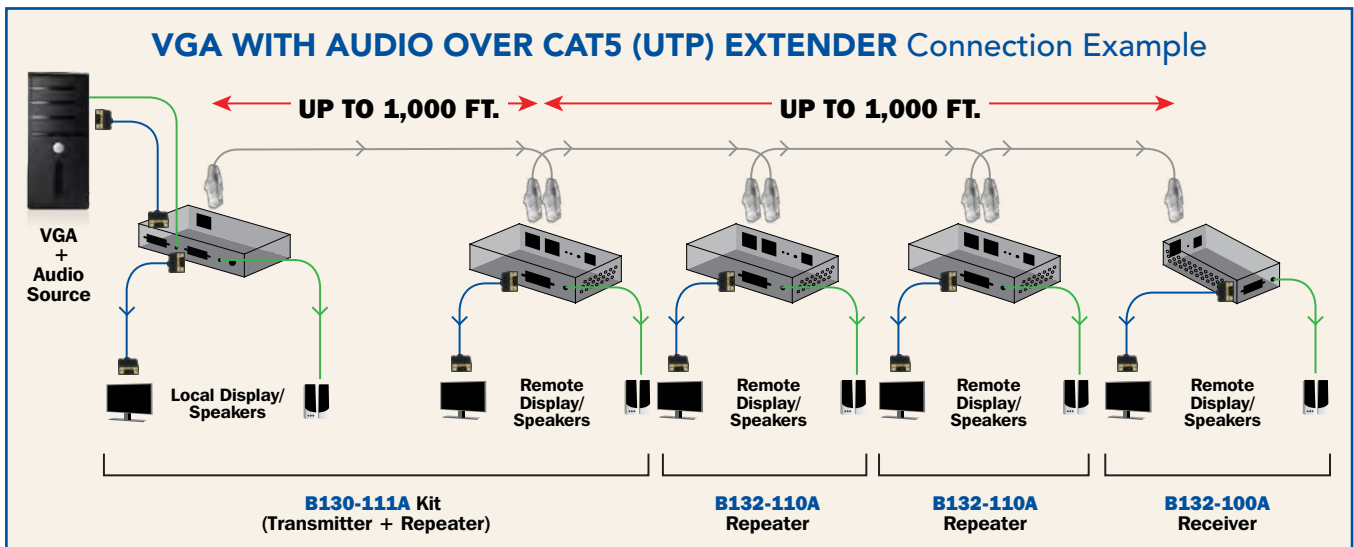 VGA WITH AUDIO OVER CAT5 (UTP) EXTENDER Connection Example
UP TO 1,000 FT.
UP TO 1,000 FT.
VGA
+
Audio
Source
Local Display/
Speakers
Remote
Display/
Speakers
Remote
Display/
Speakers
Remote
Display/
Speakers
Remote
Display/
Speakers
B130-111A Kit
(Transmitter + Repeater)
B132-110A
Repeater
B132-110A
Repeater
B132-100A
Receiver